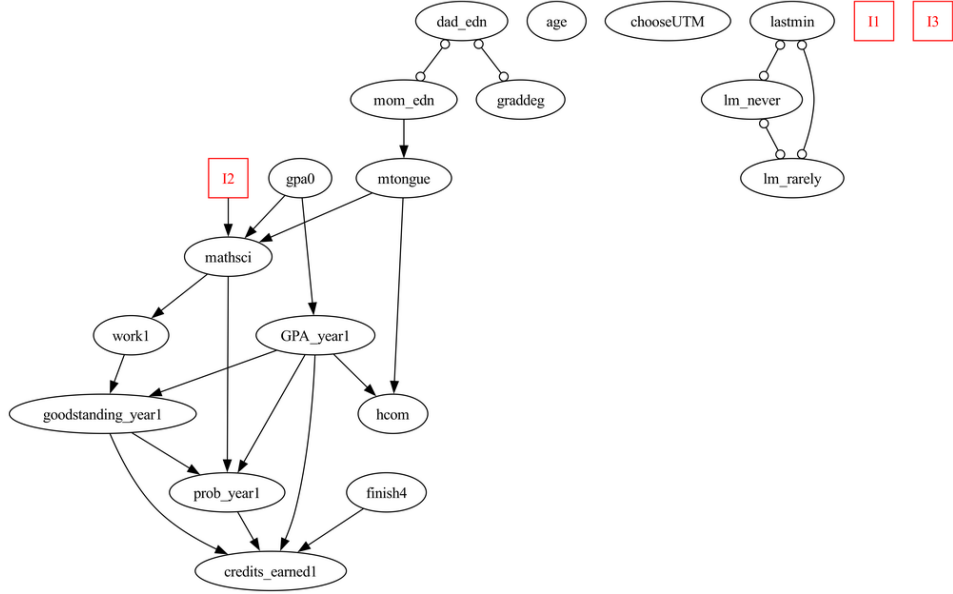 dad_edn age chooseUTM lastmin I1 I3
mom_edn graddeg lm_never
I2 gpa0 mtongue lm_rarely
mathsci
work1 GPA_year1
goodstanding_year1 hcom
prob_year1 finish4
credits_earned1